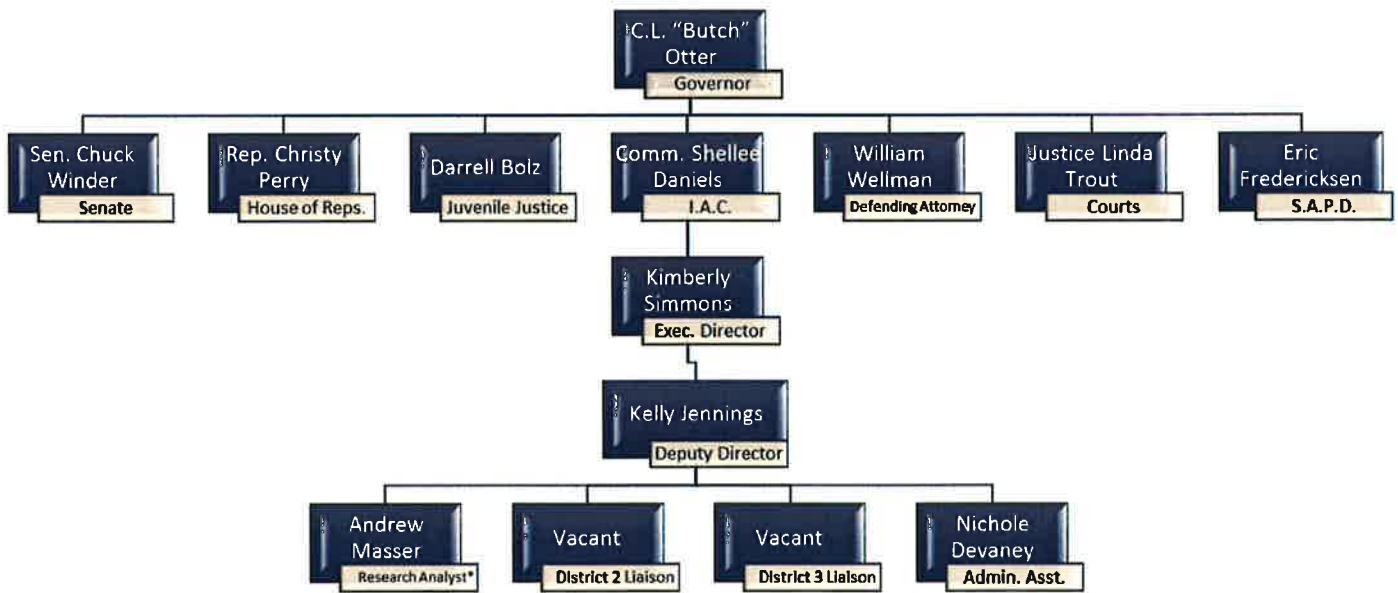 C.L. "Butch"
Otter
Governor
Sen. Chuck
Winder
Senate
Rep. Christy
Perry
House of Reps.
Darrell Bolz
Juvenile Justice
Comm. Shellee
Daniels
I.A.C.
William
Wellman
Defending Attorney
Justice Linda
Trout
Courts
Eric
Fredericksen
S.A.P.D.
Kimberly
Simmons
Exec. Director
Kelly Jennings
Deputy Director
Andrew
Masser
Research Analyst*
Vacant
District 2 Liaison
Vacant
District 3 Liaison
Nichole
Devaney
Admin. Asst.